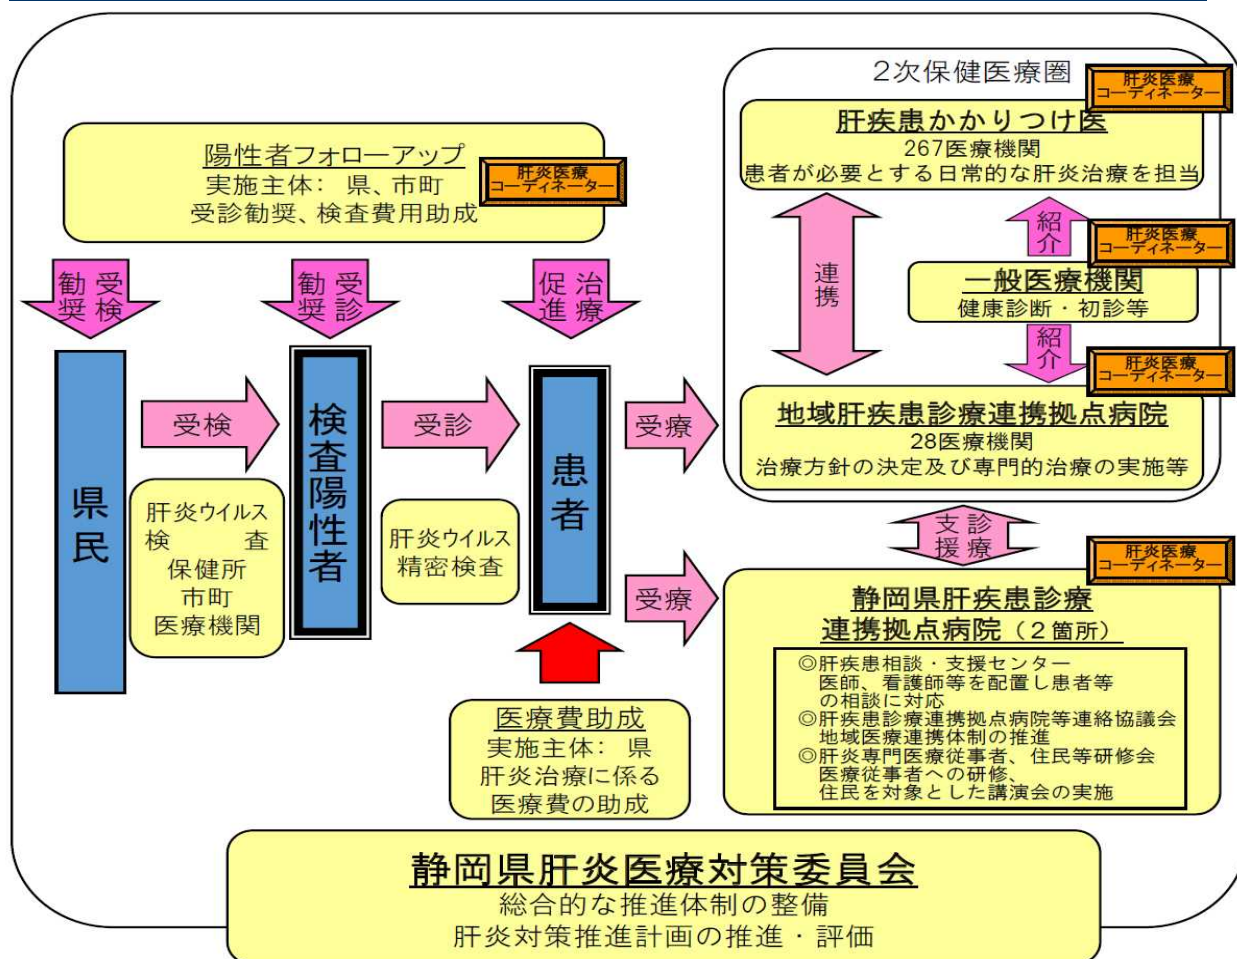 2次保健医療圏
肝炎医療
コーディネーター
肝疾患かかりつけ医
267医療機関
患者が必要とする日常的な肝炎治療を担当
陽性者フォローアップ
実施主体： 県、市町
受診勧奨、検査費用助成
肝炎医療
コーディネーター
受検
勧奨
受診
勧奨
治療
促進
連携
紹介
肝炎医療
コーディネーター
一般医療機関
健康診断・初診等
紹介
肝炎医療
コーディネーター
地域肝疾患診療連携拠点病院
28医療機関
治療方針の決定及び専門的治療の実施等
県民
受検
検査陽性者
受診
患者
受療
肝炎ウイルス
検査
保健所
市町
医療機関
肝炎ウイルス
精密検査
受療
診療
支援
肝炎医療
コーディネーター
静岡県肝疾患診療
連携拠点病院（２箇所）
◎肝疾患相談・支援センター
医師、看護師等を配置し患者等
の相談に対応
◎肝疾患診療連携拠点病院等連絡協議会
地域医療連携体制の推進
◎肝炎専門医療従事者、住民等研修会
医療従事者への研修、
住民を対象とした講演会の実施
医療費助成
実施主体： 県
肝炎治療に係る
医療費の助成
静岡県肝炎医療対策委員会
総合的な推進体制の整備
肝炎対策推進計画の推進・評価